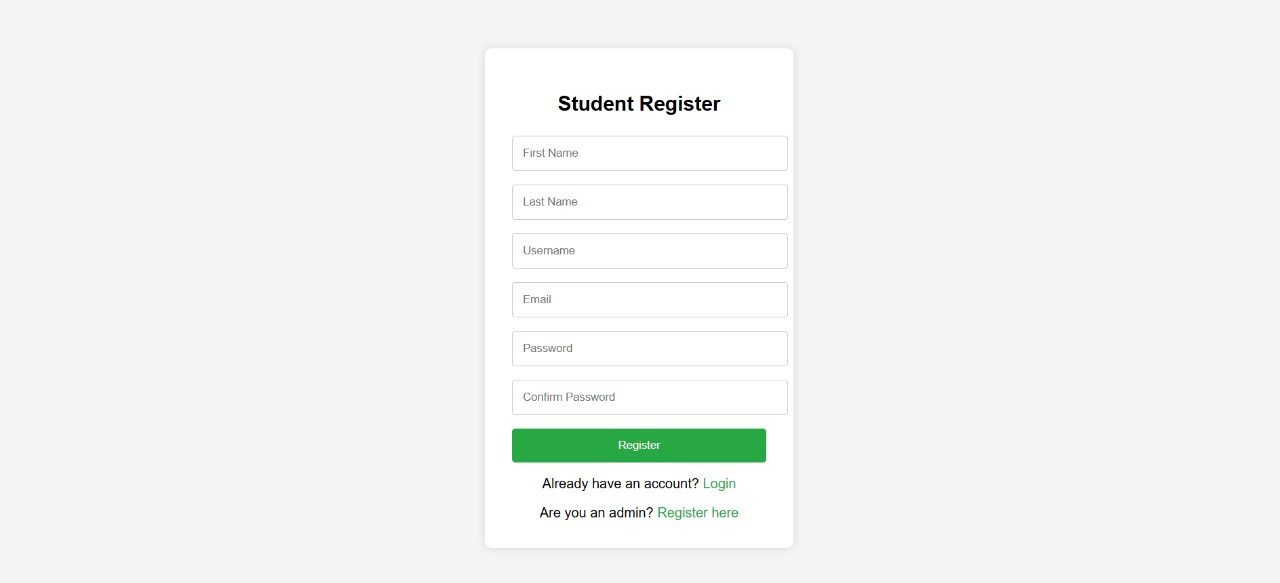 Student Register
First Name
Last Name
Username
Email
Password
Confirm Password
Register
Already have an account? Login
Are you an admin? Register here